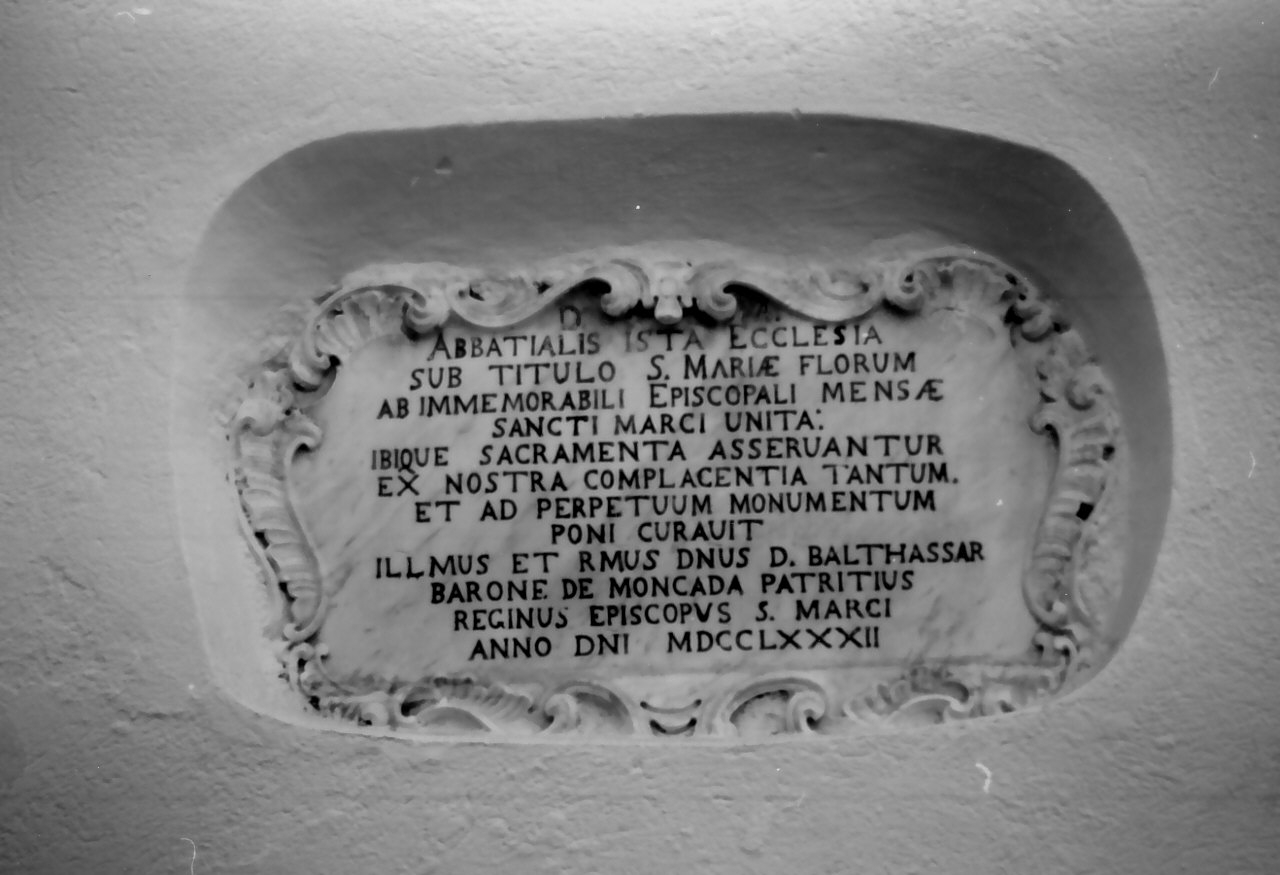 D. A.
ABBATIALIS ISTA ECCLESIA
SUB TITULO S. MARIÆ FLORUM
AB IMMEMORABILI EPISCOPALI MENSÆ
SANCTI MARCI UNITA:
IBIQUE SACRAMENTA ASSERUANTUR
EX NOSTRA COMPLACENTIA TANTUM.
ET AD PERPETUUM MONUMENTUM
PONI CURAUIT
ILLMUS ET RMUS DNUS D. BALTHASSAR
BARONE DE MONCADA PATRITIUS
REGINUS EPISCOPVS S. MARCI
ANNO DNI MDCCLXXXII